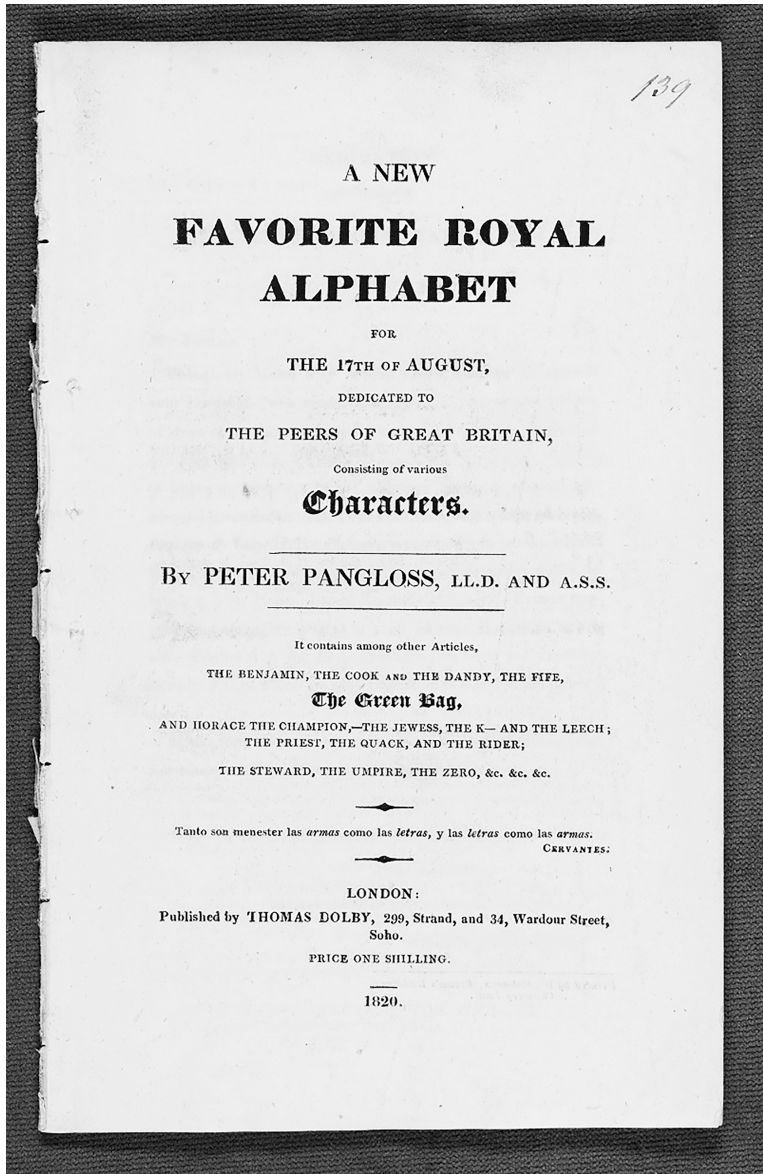 139
A NEW
FAVORITE ROYAL
ALPHABET
FOR
THE 17TH OF AUGUST,
DEDICATED TO
THE PEERS OF GREAT BRITAIN,
Consisting of various
Characters.
BY PETER PANGLOSS, LL.D. AND A.S.S.
It contains among other Articles,
THE BENJAMIN, THE COOK AND THE DANDY, THE FIFE,
The Green Bag,
AND HORACE THE CHAMPION,—THE JEWESS, THE K— AND THE LEECH;
THE PRIEST, THE QUACK, AND THE RIDER;
THE STEWARD, THE UMPIRE, THE ZERO, &c. &c. &c.
Tanto son menester las armas como las letras, y las letras como las armas.
CERVANTES.
LONDON:
Published by THOMAS DOLBY, 299, Strand, and 34, Wardour Street,
Soho.
PRICE ONE SHILLING.
1820.